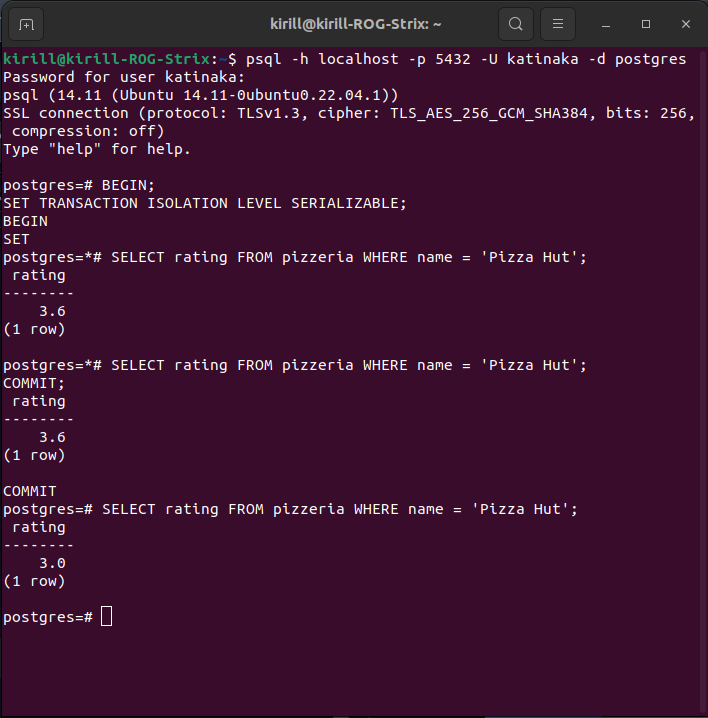 kirill@kirill-ROG-Strix: ~
kirill@kirill-ROG-Strix:~$ psql -h localhost -p 5432 -U katinaka -d postgres
Password for user katinaka:
psql (14.11 (Ubuntu 14.11-0ubuntu0.22.04.1))
SSL connection (protocol: TLSv1.3, cipher: TLS_AES_256_GCM_SHA384, bits: 256,
 compression: off)
Type "help" for help.

postgres=# BEGIN;
SET TRANSACTION ISOLATION LEVEL SERIALIZABLE;
BEGIN
SET
postgres=*# SELECT rating FROM pizzeria WHERE name = 'Pizza Hut';
 rating
--------
    3.6
(1 row)

postgres=*# SELECT rating FROM pizzeria WHERE name = 'Pizza Hut';
COMMIT;
 rating
--------
    3.6
(1 row)

COMMIT
postgres=# SELECT rating FROM pizzeria WHERE name = 'Pizza Hut';
 rating
--------
    3.0
(1 row)

postgres=#